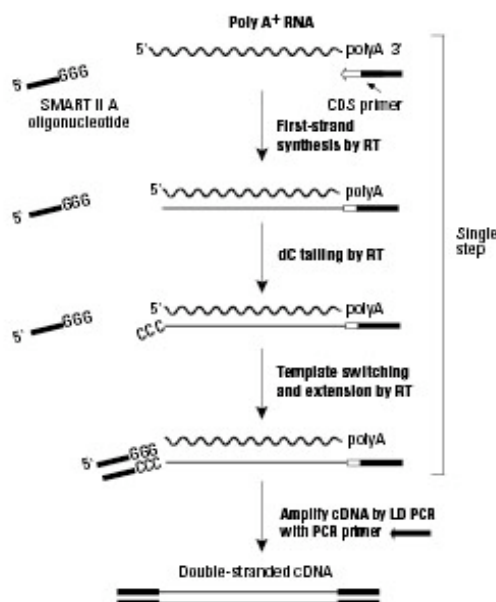 Poly A+ RNA
5' polyA 3'
5' GGG
SMART II A
oligonucleotide
CDS primer
First-strand
synthesis by RT
5' polyA
5' GGG
Single
step
dC tailing by RT
5' polyA
5' GGG
CCC
Template switching
and extension by RT
polyA
5' GGG
CCC
Amplify cDNA by LD PCR
with PCR primer
Double-stranded cDNA